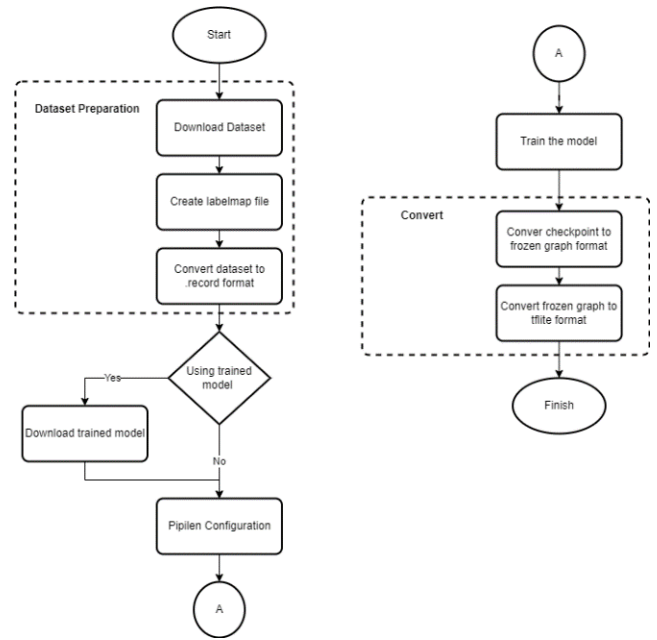 Start
Dataset Preparation
Download Dataset
Create labelmap file
Convert dataset to
.record format
Using trained
model
Yes
Download trained model
No
Pipilen Configuration
A
A
Train the model
Convert
Conver checkpoint to
frozen graph format
Convert frozen graph to
tflite format
Finish